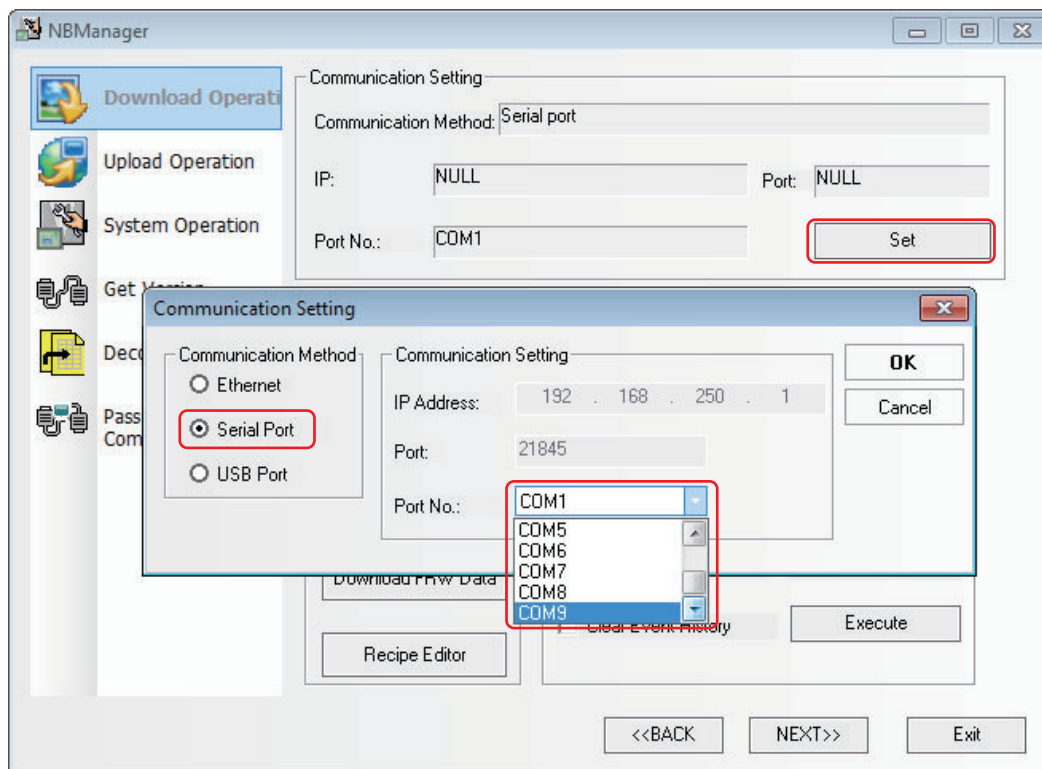 NBManager
Download Operati
Communication Setting
Communication Method: Serial port
Upload Operation
IP: NULL Port: NULL
System Operation
Port No.: COM1 Set
Get
Communication Setting
Communication Method
Ethernet
Serial Port
USB Port
Communication Setting
IP Address: 192 . 168 . 250 . 1
Port: 21845
Port No.: COM1
COM5
COM6
COM7
COM8
COM9
OK
Cancel
Deco
Pass
Com
Download PRW Data
Clear Event History
Execute
Recipe Editor
<<BACK NEXT>> Exit